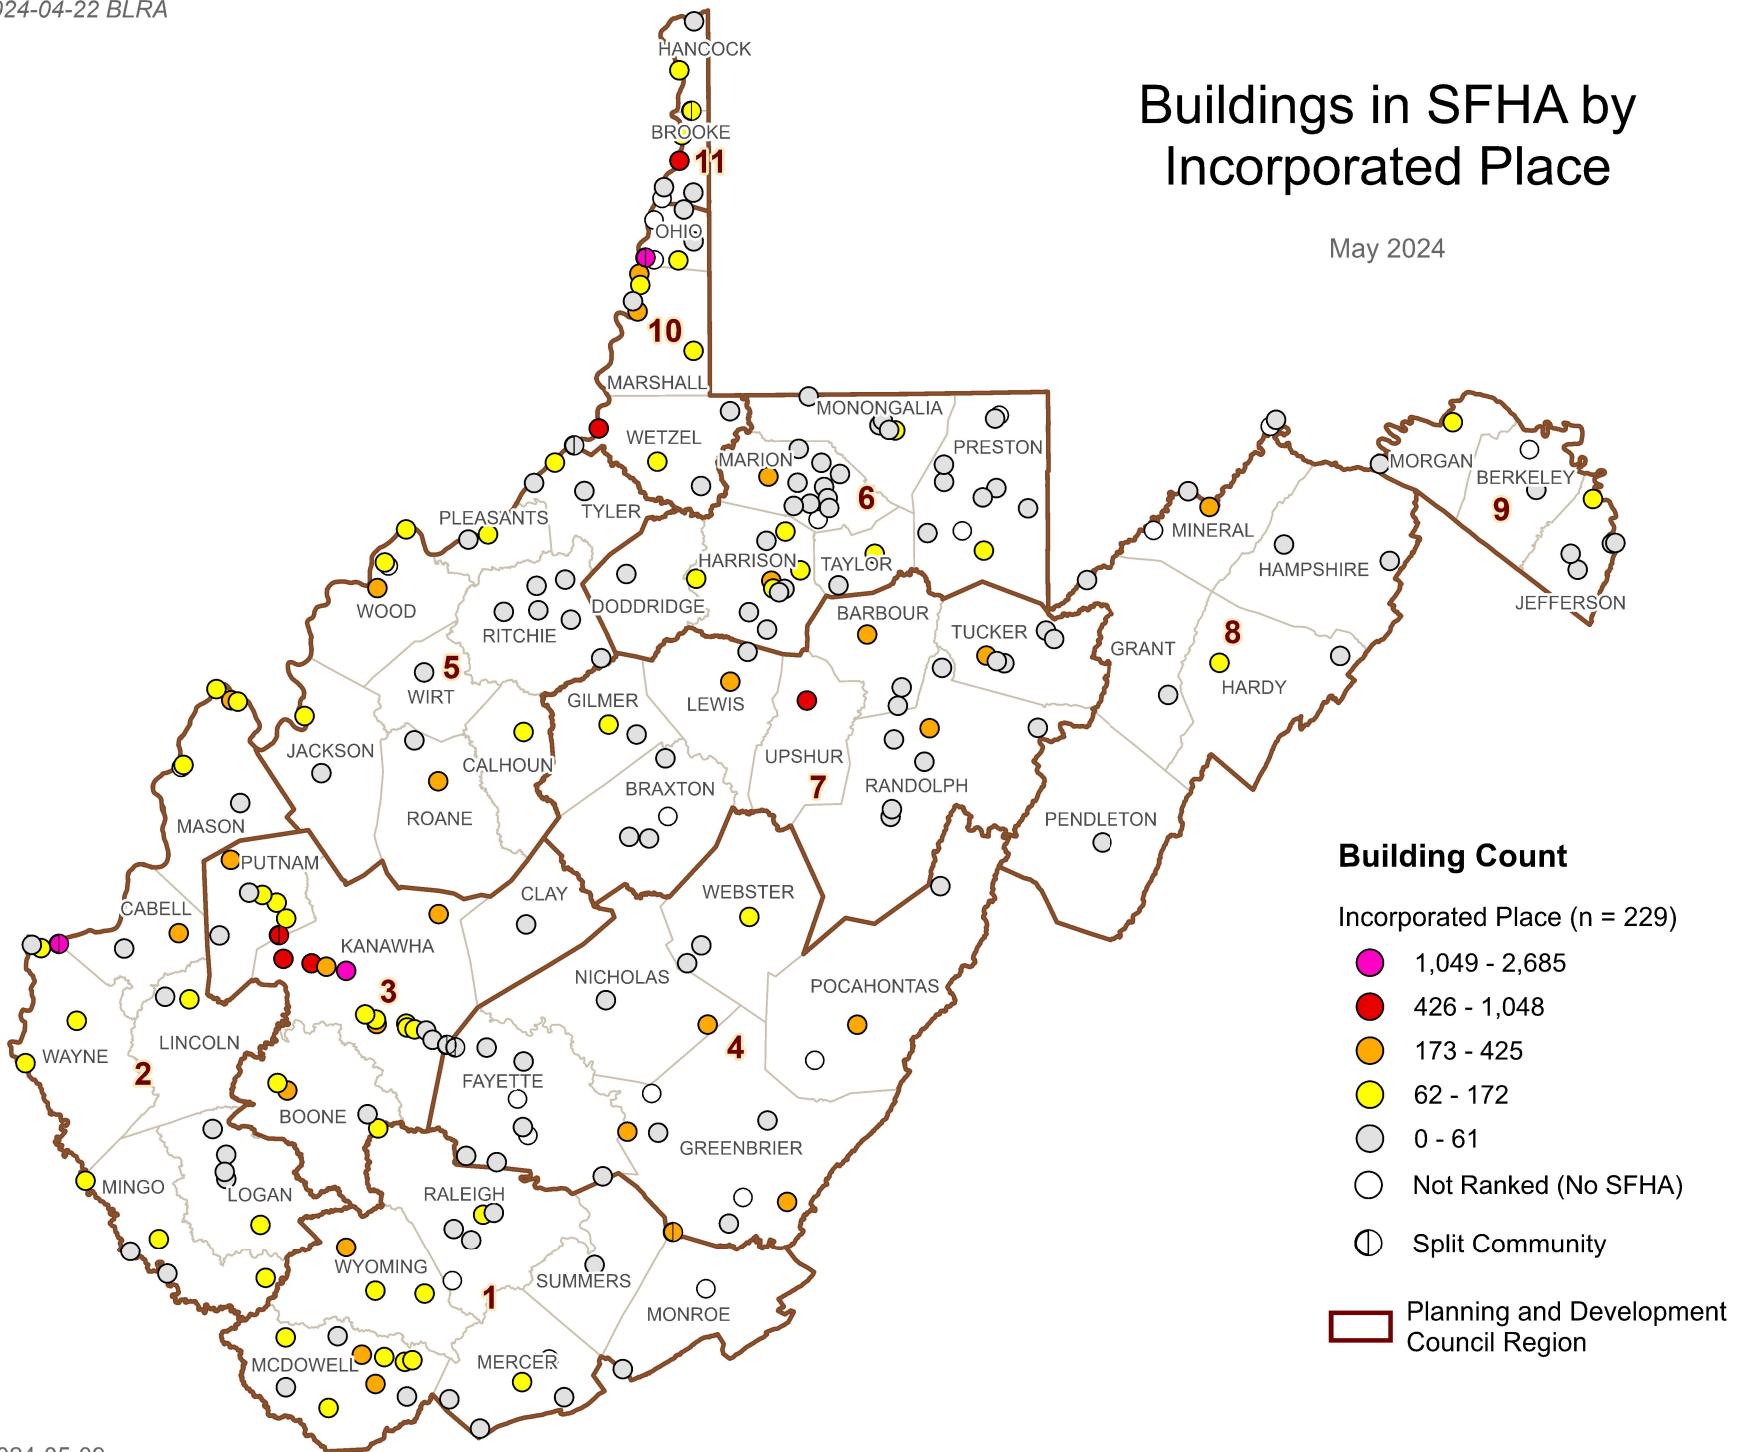 024-04-22 BLRA
Buildings in SFHA by
Incorporated Place
May 2024
HANCOCK
BROOKE
11
OHIO
10
MARSHALL
WETZEL
MONONGALIA
PRESTON
MARION
6
TYLER
PLEASANTS
HARRISON
TAYLOR
DODDRIDGE
WOOD
RITCHIE
5
WIRT
BARBOUR
TUCKER
GRANT
MINERAL
HAMPSHIRE
8
HARDY
MORGAN
BERKELEY
9
JEFFERSON
GILMER
LEWIS
UPSHUR
7
RANDOLPH
BRAXTON
JACKSON
CALHOUN
ROANE
MASON
PENDLETON
PUTNAM
CLAY
WEBSTER
CABELL
KANAWHA
3
NICHOLAS
POCAHONTAS
LINCOLN
WAYNE
2
4
FAYETTE
BOONE
GREENBRIER
MINGO
LOGAN
RALEIGH
WYOMING
1
SUMMERS
MONROE
MCDOWELL
MERCER
Building Count
Incorporated Place (n = 229)
1,049 - 2,685
426 - 1,048
173 - 425
62 - 172
0 - 61
Not Ranked (No SFHA)
Split Community
Planning and Development
Council Region